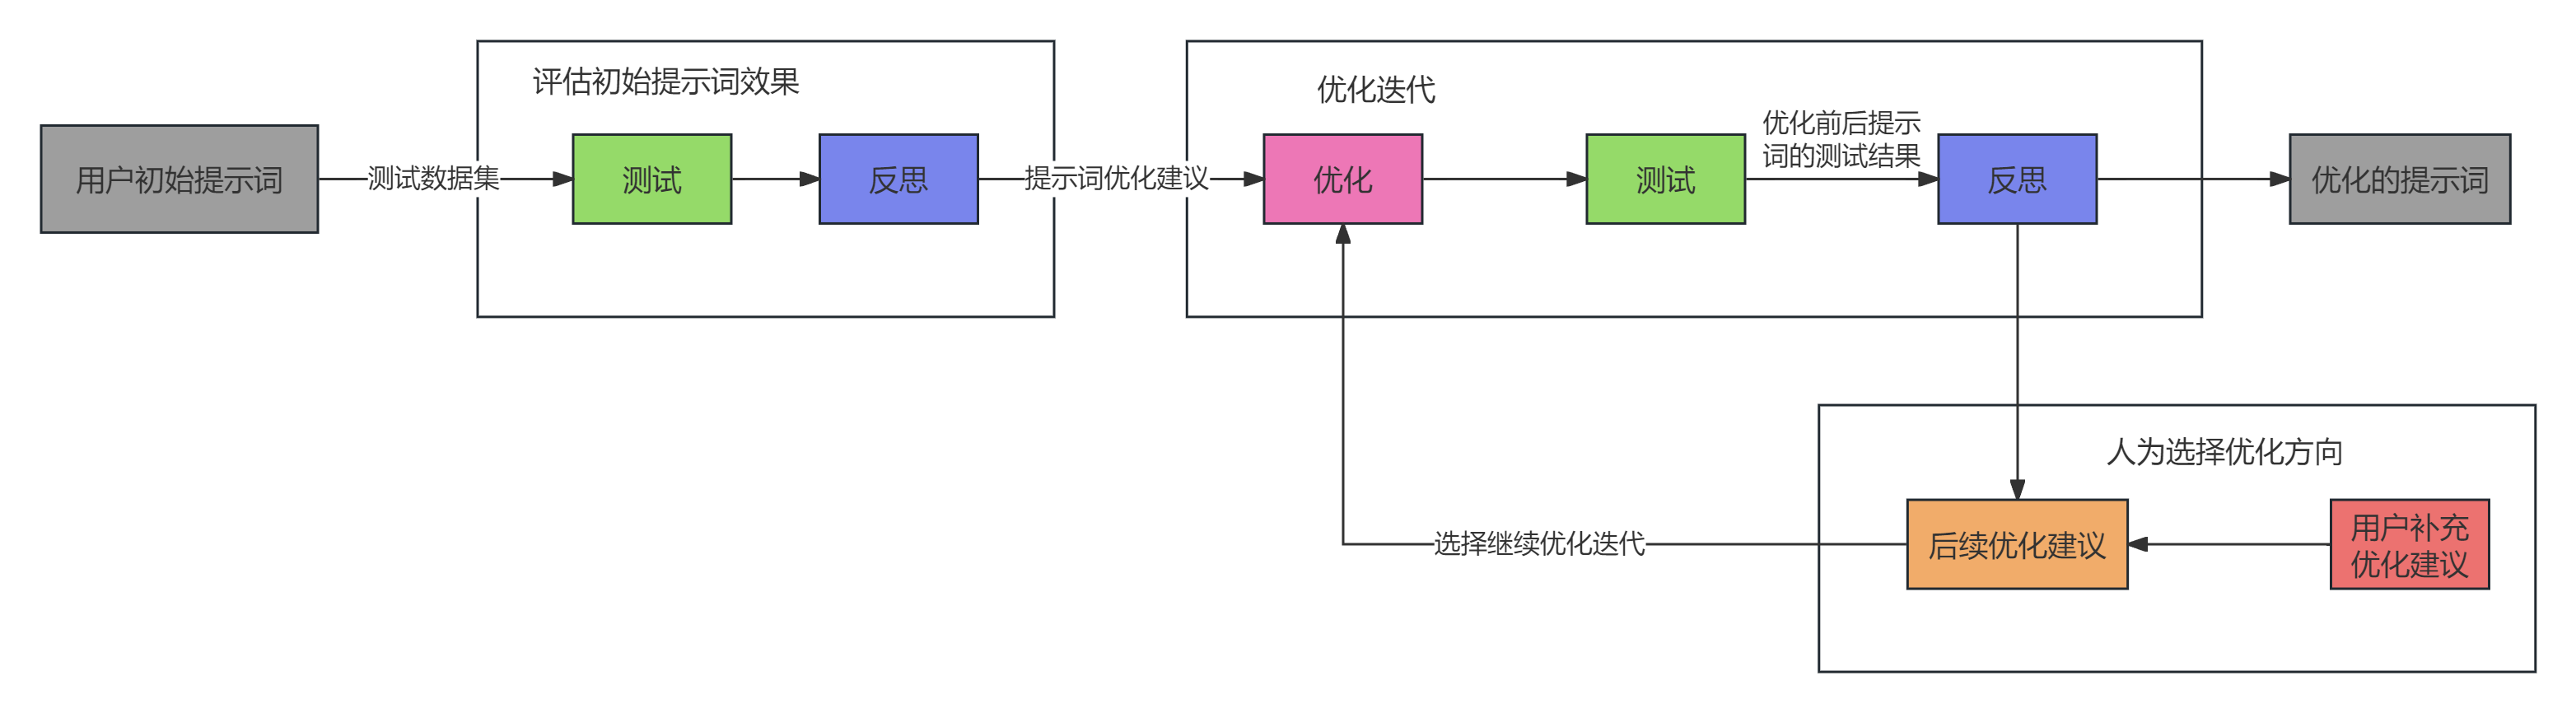 评估初始提示词效果
用户初始提示词
测试数据集
测试
反思
提示词优化建议
优化迭代
优化
测试
优化前后提示
词的测试结果
反思
优化的提示词
人为选择优化方向
选择继续优化迭代
后续优化建议
用户补充
优化建议